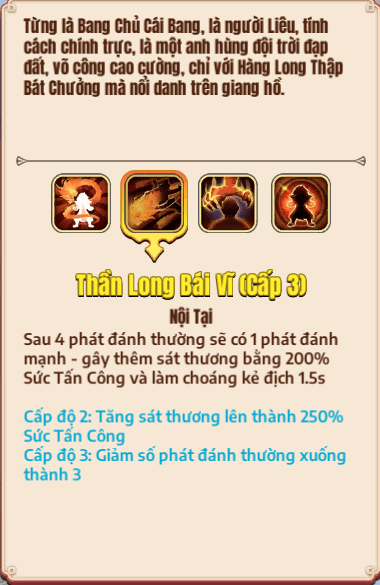 Từng là Bang Chủ Cái Bang, là người Liêu, tính
cách chính trực, là một anh hùng đội trời đạp
đất, võ công cao cường, chỉ với Hàng Long Thập
Bát Chưởng mà nổi danh trên giang hồ.
Thần Long Bái Vĩ (Cấp 3)
Nội Tại
Sau 4 phát đánh thường sẽ có 1 phát đánh
mạnh - gây thêm sát thương bằng 200%
Sức Tấn Công và làm choáng kẻ địch 1.5s
Cấp độ 2: Tăng sát thương lên thành 250%
Sức Tấn Công
Cấp độ 3: Giảm số phát đánh thường xuống
thành 3